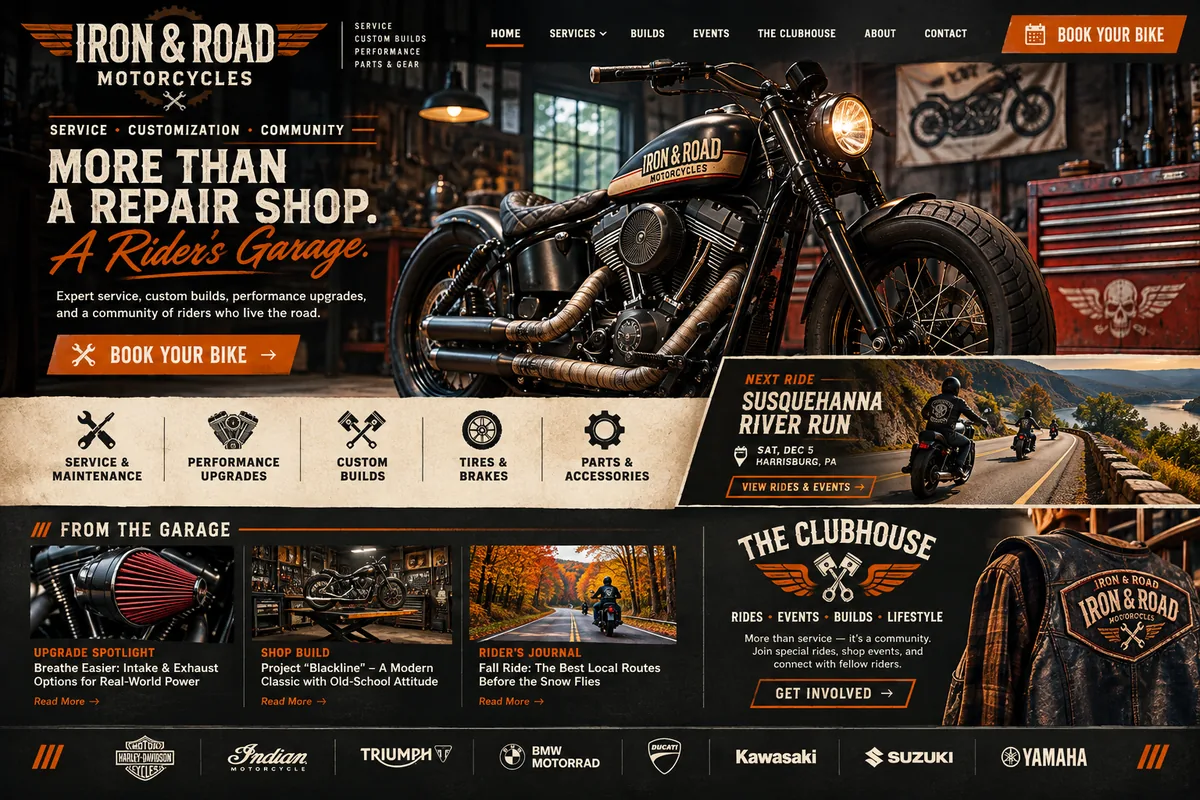 IRON & ROAD
MOTORCYCLES
SERVICE
CUSTOM BUILDS
PERFORMANCE
PARTS & GEAR
HOME
SERVICES
BUILDS
EVENTS
THE CLUBHOUSE
ABOUT
CONTACT
BOOK YOUR BIKE
SERVICE • CUSTOMIZATION • COMMUNITY
MORE THAN
A REPAIR SHOP.
A Rider's Garage.
Expert service, custom builds, performance upgrades,
and a community of riders who live the road.
BOOK YOUR BIKE →
IRON & ROAD
MOTORCYCLES
SERVICE &
MAINTENANCE
PERFORMANCE
UPGRADES
CUSTOM
BUILDS
TIRES &
BRAKES
PARTS &
ACCESSORIES
NEXT RIDE
SUSQUEHANNA
RIVER RUN
SAT, DEC 5
HARRISBURG, PA
VIEW RIDES & EVENTS →
FROM THE GARAGE
UPGRADE SPOTLIGHT
Breathe Easier: Intake & Exhaust
Options for Real-World Power
Read More →
SHOP BUILD
Project “Blackline” – A Modern
Classic with Old-School Attitude
Read More →
RIDER'S JOURNAL
Fall Ride: The Best Local Routes
Before the Snow Flies
Read More →
THE CLUBHOUSE
RIDES • EVENTS • BUILDS • LIFESTYLE
More than service — it's a community.
Join special rides, shop events, and
connect with fellow riders.
GET INVOLVED →
IRON & ROAD
IRON & ROAD
MOTORCYCLES
MOTOR
HARLEY-DAVIDSON
CYCLES
Indian
MOTORCYCLE
TRIUMPH
BMW
MOTORRAD
DUCATI
Kawasaki
SUZUKI
YAMAHA